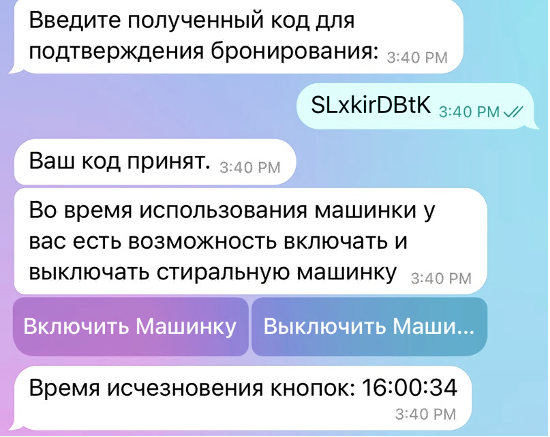 Введите полученный код для
подтверждения бронирования: 3:40 PM
SLxkirDBtK 3:40 PM
Ваш код принят. 3:40 PM
Во время использования машинки у
вас есть возможность включать и
выключать стиральную машинку 3:40 PM
Включить Машинку Выключить Маши...
Время исчезновения кнопок: 16:00:34
3:40 PM